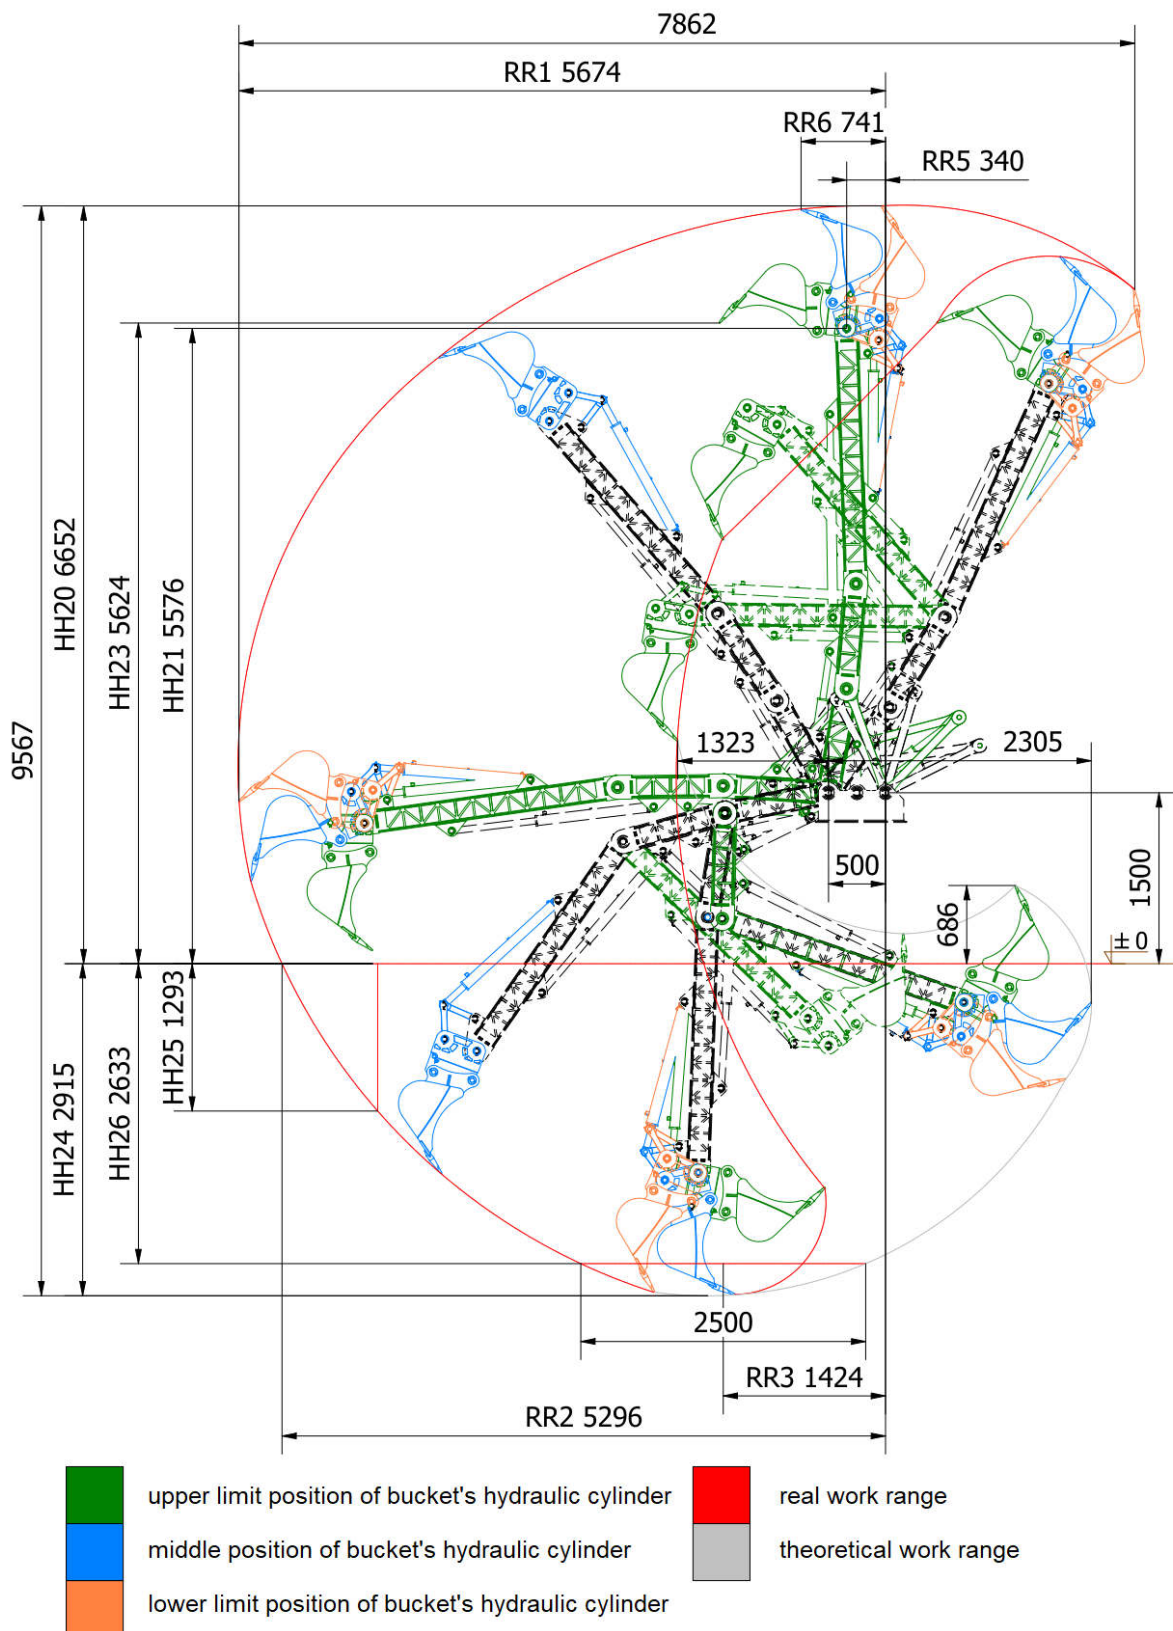 7862
RR1 5674
RR6 741
RR5 340
HH20 6652
HH23 5624
HH21 5576
9567
1323
2305
500
1500
686
±0
HH25 1293
HH26 2633
HH24 2915
2500
RR3 1424
RR2 5296
upper limit position of bucket's hydraulic cylinder
real work range
middle position of bucket's hydraulic cylinder
theoretical work range
lower limit position of bucket's hydraulic cylinder